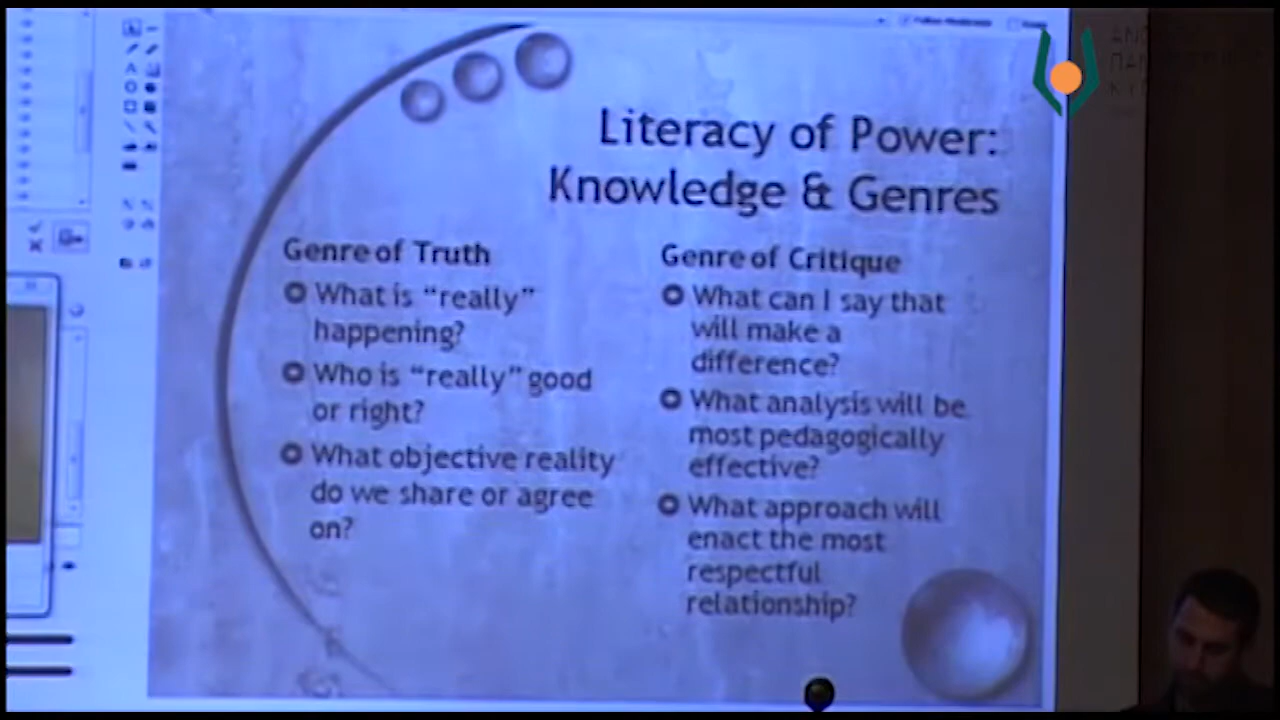 Literacy of Power:
Knowledge & Genres
Genre of Truth
What is “really”
happening?
Who is “really” good
or right?
What objective reality
do we share or agree
on?
Genre of Critique
What can I say that
will make a
difference?
What analysis will be
most pedagogically
effective?
What approach will
enact the most
respectful
relationship?